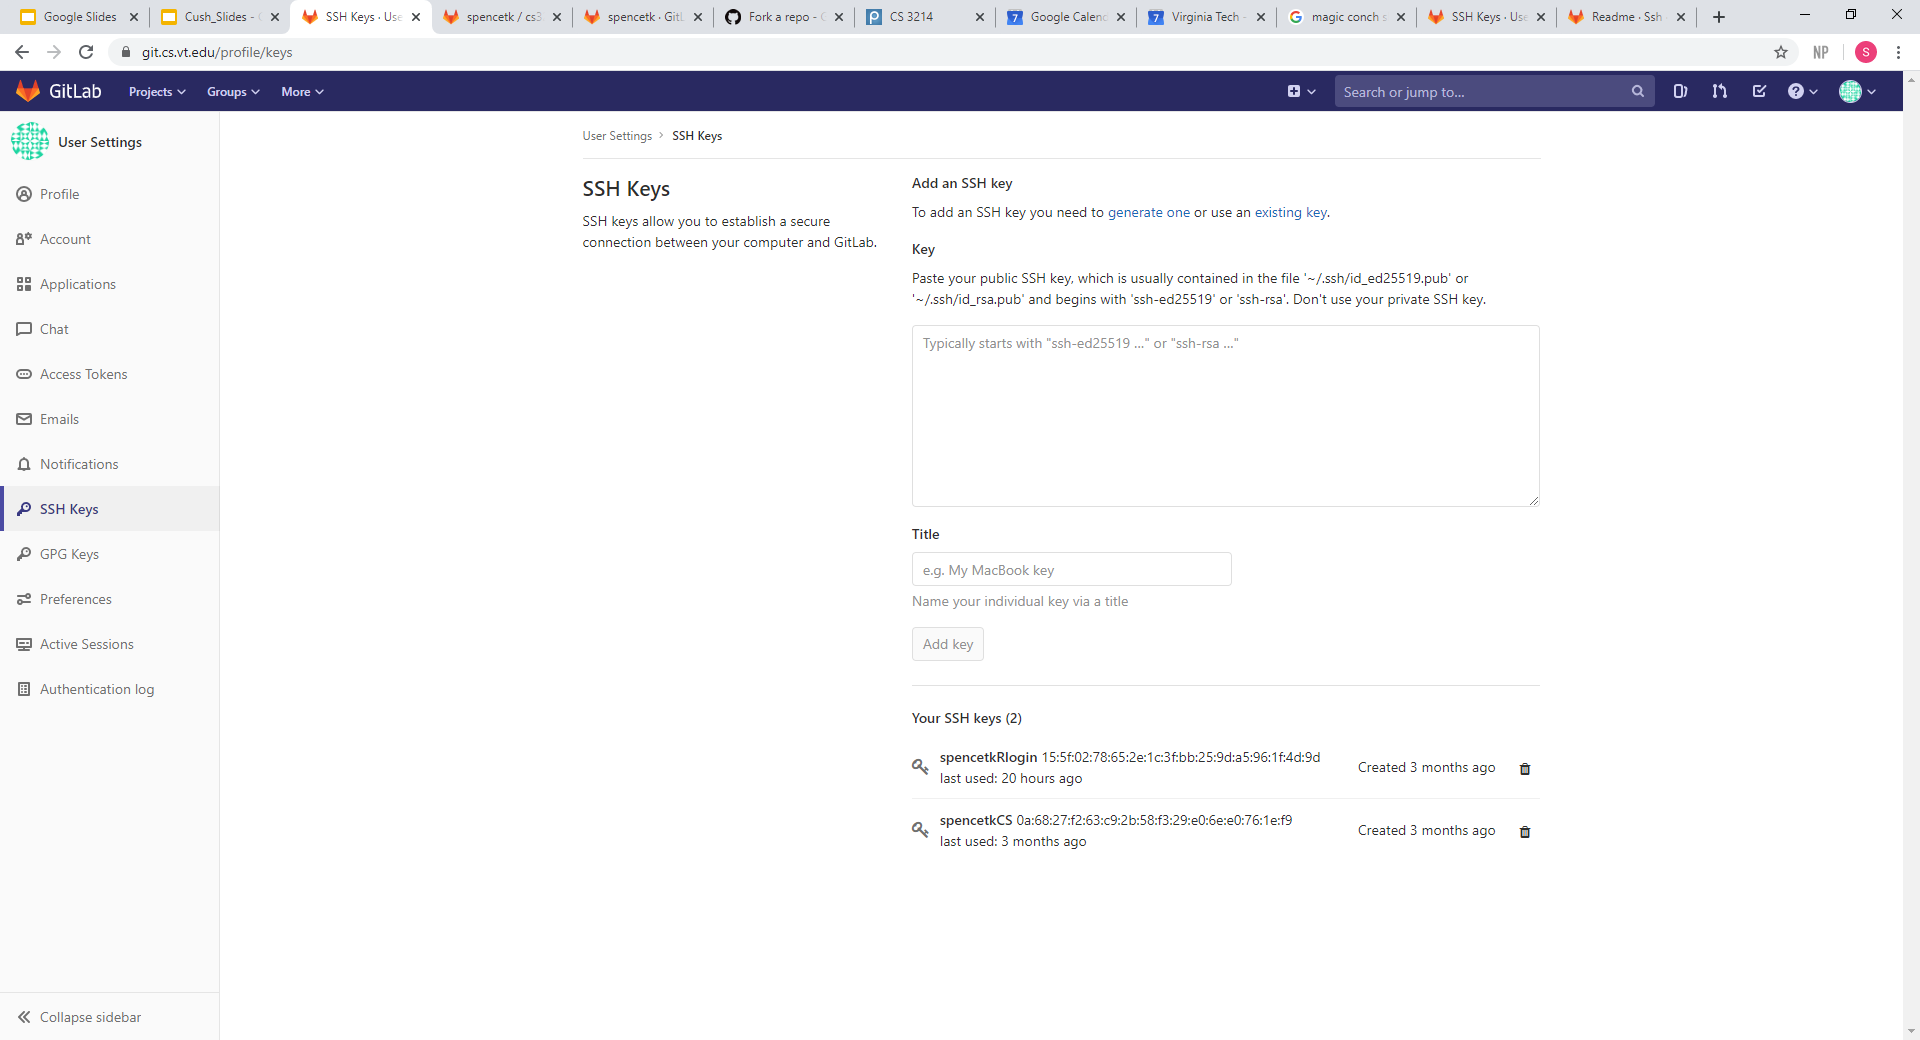 Google Slides
Cush_Slides -
SSH Keys · Use
spencetk / cs3
spencetk · GitL
Fork a repo -
CS 3214
Google Calend
Virginia Tech -
magic conch s
SSH Keys · Use
Readme · Ssh
git.cs.vt.edu/profile/keys
NP
S
GitLab
Projects
Groups
More
Search or jump to...
User Settings
Profile
Account
Applications
Chat
Access Tokens
Emails
Notifications
SSH Keys
GPG Keys
Preferences
Active Sessions
Authentication log
Collapse sidebar
User Settings › SSH Keys
SSH Keys
SSH keys allow you to establish a secure
connection between your computer and GitLab.
Add an SSH key
To add an SSH key you need to generate one or use an existing key.
Key
Paste your public SSH key, which is usually contained in the file '~/.ssh/id_ed25519.pub' or
'~/.ssh/id_rsa.pub' and begins with 'ssh-ed25519' or 'ssh-rsa'. Don't use your private SSH key.
Typically starts with "ssh-ed25519 ..." or "ssh-rsa ..."
Title
e.g. My MacBook key
Name your individual key via a title
Add key
Your SSH keys (2)
spencetkRlogin 15:5f:02:78:65:2e:1c:3f:bb:25:9d:a5:96:1f:4d:9d
last used: 20 hours ago
Created 3 months ago
spencetkCS 0a:68:27:f2:63:c9:2b:58:f3:29:e0:6e:e0:76:1e:f9
last used: 3 months ago
Created 3 months ago